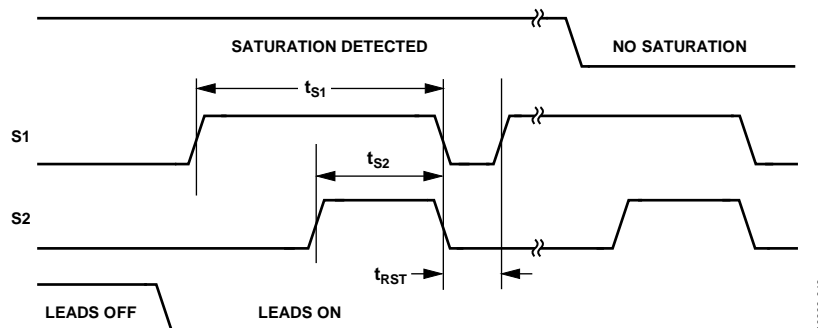 SATURATION DETECTED
NO SATURATION
tS1
S1
tS2
S2
tRST
LEADS OFF
LEADS ON